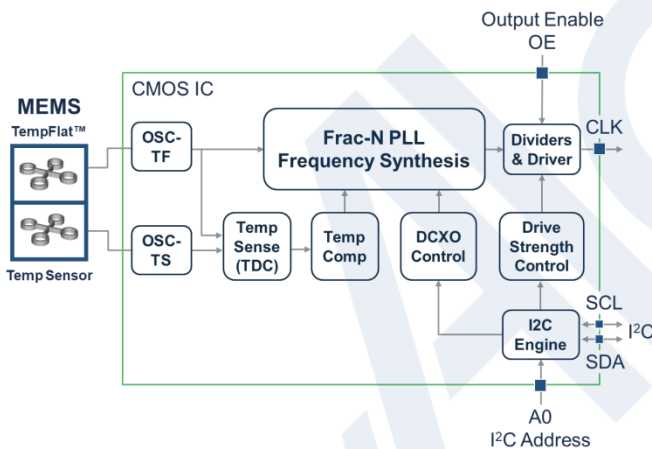 Output Enable
OE
CMOS IC
MEMS
TempFlat™
OSC-
TF
Frac-N PLL
Frequency Synthesis
Dividers
& Driver
CLK
OSC-
TS
Temp
Sense
(TDC)
Temp
Comp
DCXO
Control
Drive
Strength
Control
Temp Sensor
I2C
Engine
SCL
I²C
SDA
A0
I²C Address